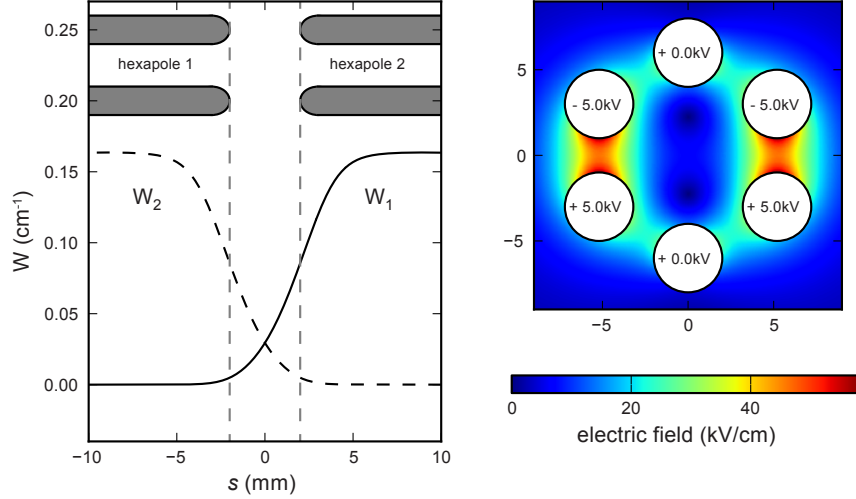 0.25
0.20
0.15
0.10
0.05
0.00
W (cm⁻¹)
hexapole 1
hexapole 2
W₂
W₁
−10
−5
0
5
10
s (mm)
5
0
−5
+ 0.0kV
- 5.0kV
- 5.0kV
+ 5.0kV
+ 5.0kV
+ 0.0kV
−5
0
5
0
20
40
electric field (kV/cm)